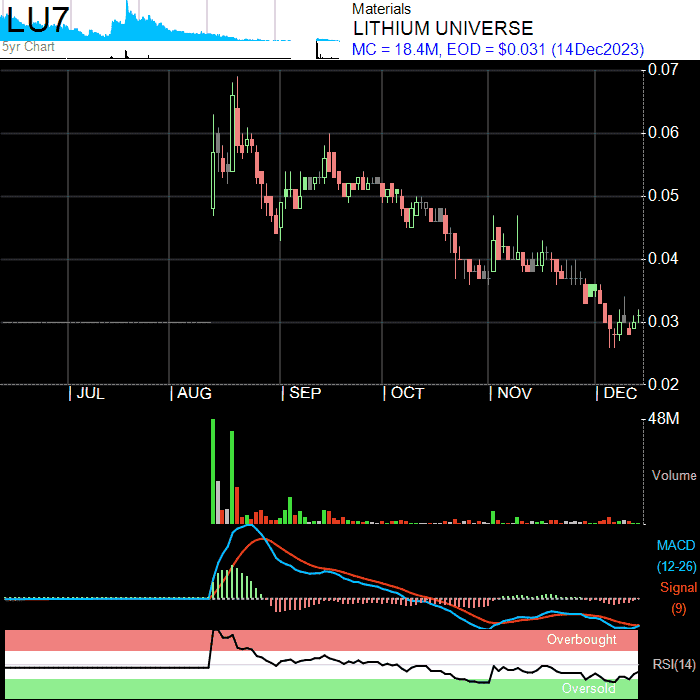 LU7
5yr Chart
Materials
LITHIUM UNIVERSE
MC = 18.4M, EOD = $0.031 (14Dec2023)
0.07
0.06
0.05
0.04
0.03
0.02
| JUL | AUG | SEP | OCT | NOV | DEC
48M
Volume
MACD
(12-26)
Signal
(9)
Overbought
RSI(14)
Oversold